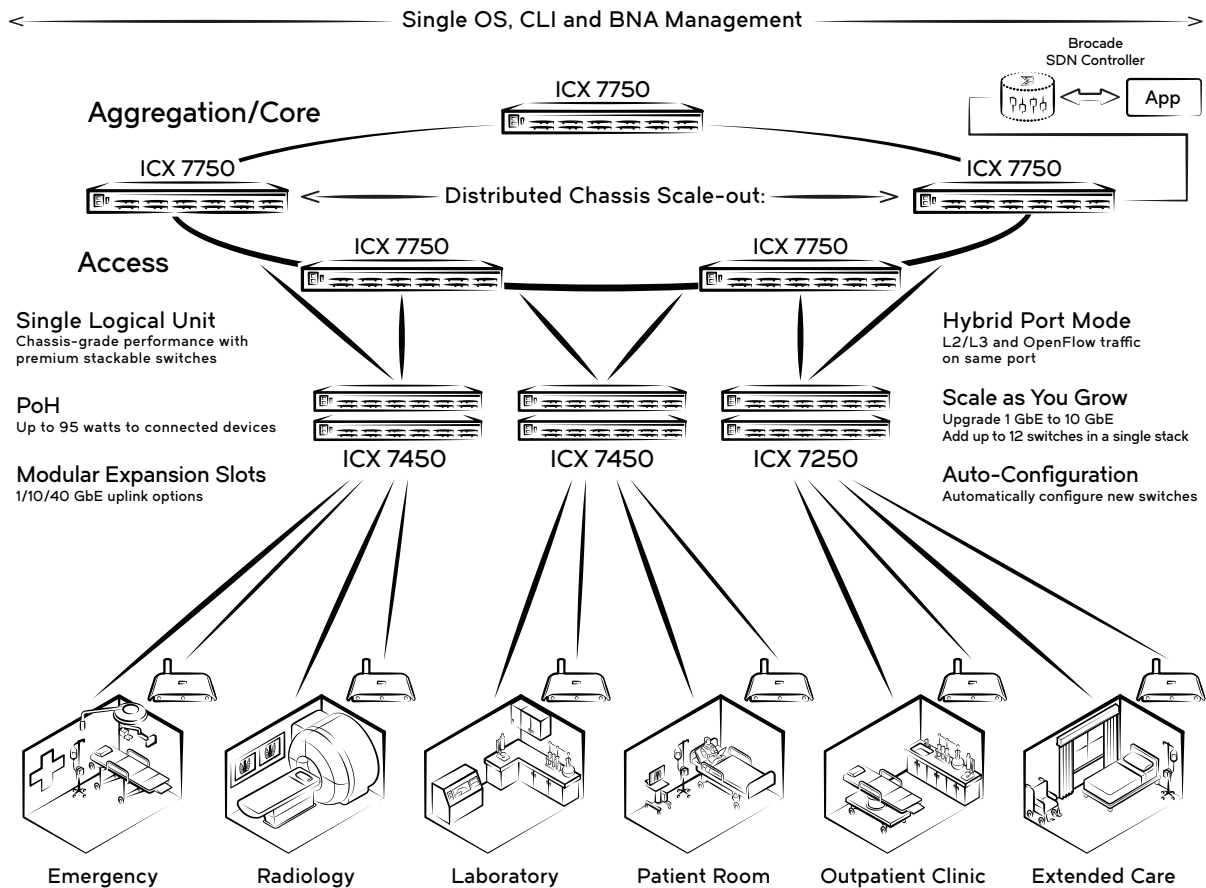 Single OS, CLI and BNA Management
Brocade
SDN Controller
App
Aggregation/Core
ICX 7750
ICX 7750
ICX 7750
Distributed Chassis Scale-out:
Access
ICX 7750
ICX 7750
Single Logical Unit
Chassis-grade performance with
premium stackable switches
PoH
Up to 95 watts to connected devices
Modular Expansion Slots
1/10/40 GbE uplink options
Hybrid Port Mode
L2/L3 and OpenFlow traffic
on same port
Scale as You Grow
Upgrade 1 GbE to 10 GbE
Add up to 12 switches in a single stack
Auto-Configuration
Automatically configure new switches
ICX 7450
ICX 7450
ICX 7250
Emergency
Radiology
Laboratory
Patient Room
Outpatient Clinic
Extended Care